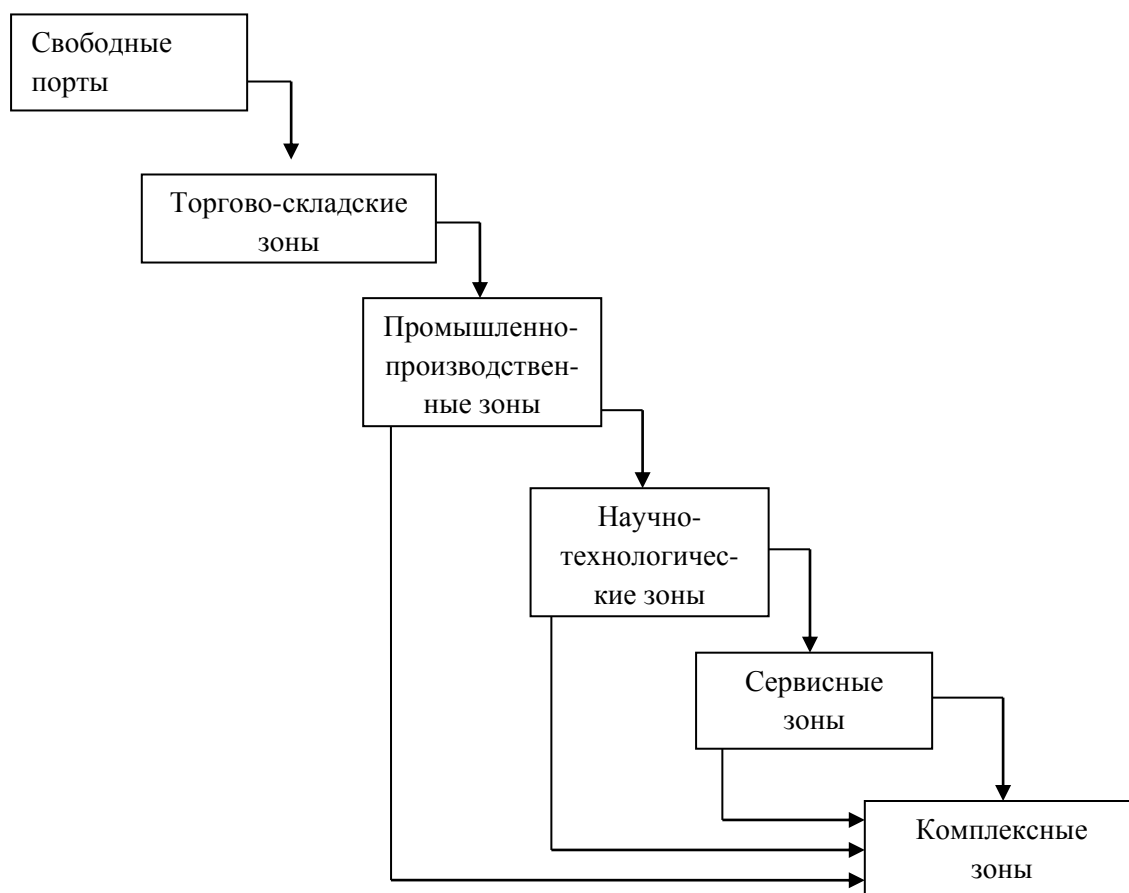 Свободные
порты
Торгово-складские
зоны
Промышленно-
производствен-
ные зоны
Научно-
технологичес-
кие зоны
Сервисные
зоны
Комплексные
зоны